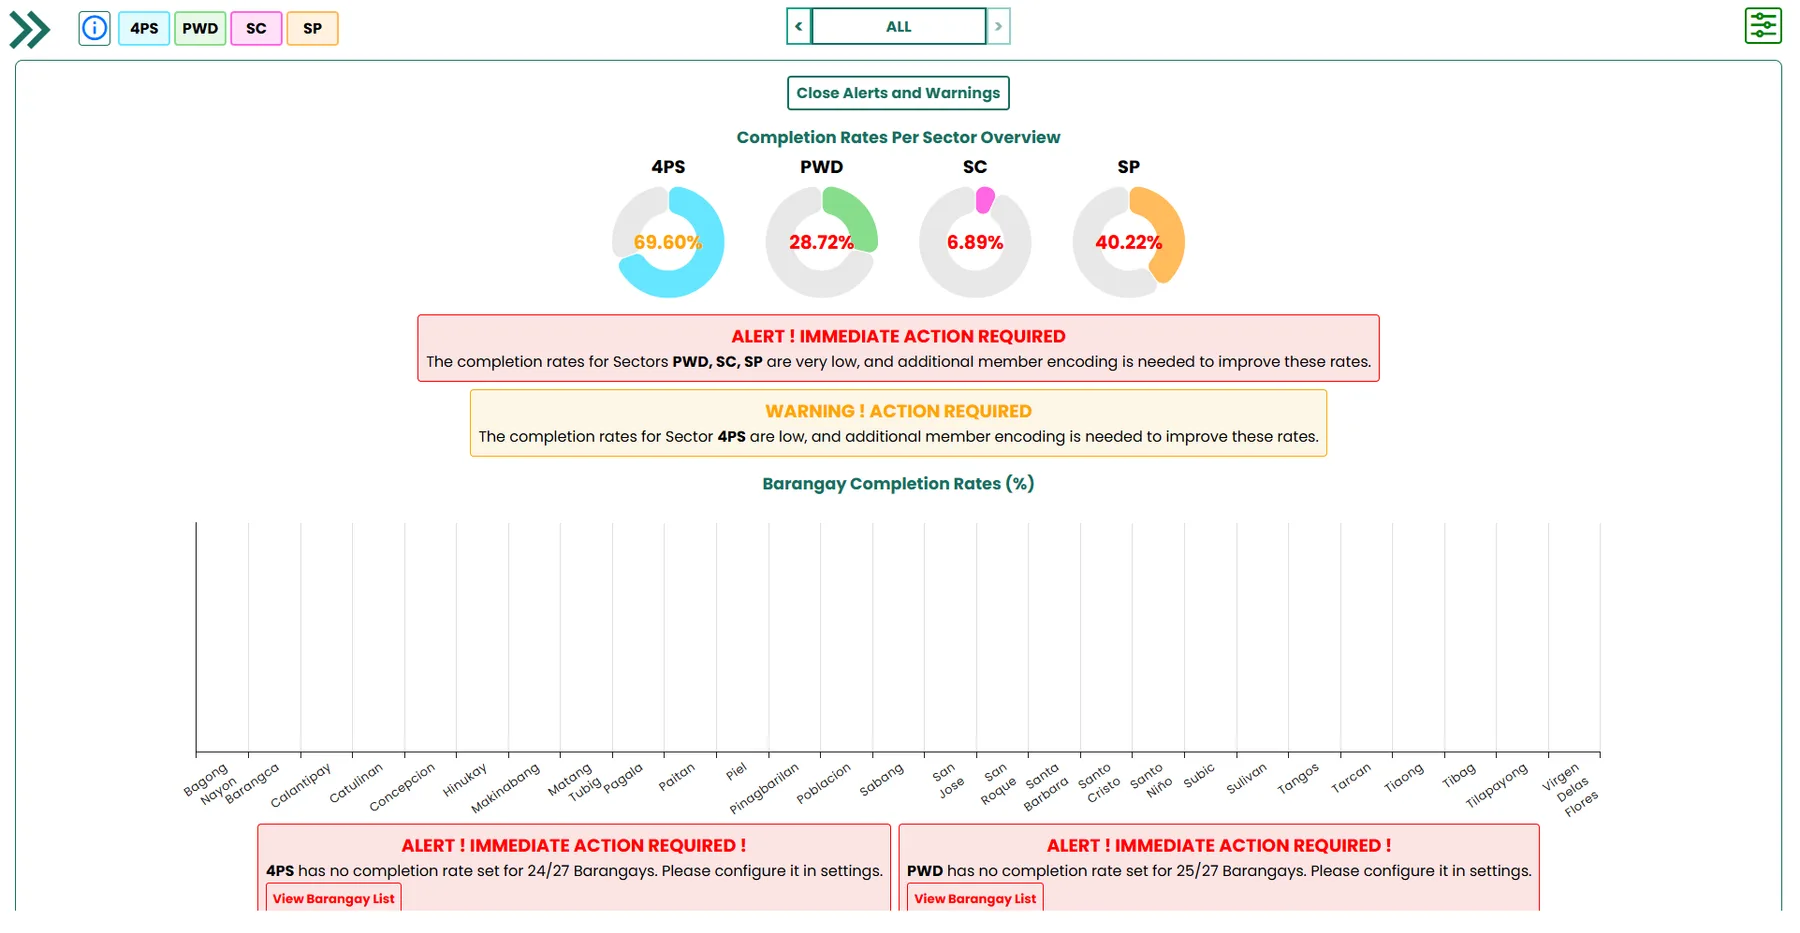 4PS PWD SC SP
< ALL >
Close Alerts and Warnings
Completion Rates Per Sector Overview
4PS PWD SC SP
69.60% 28.72% 6.89% 40.22%
ALERT ! IMMEDIATE ACTION REQUIRED
The completion rates for Sectors PWD, SC, SP are very low, and additional member encoding is needed to improve these rates.
WARNING ! ACTION REQUIRED
The completion rates for Sector 4PS are low, and additional member encoding is needed to improve these rates.
Barangay Completion Rates (%)
Bagong
Nayon
Barangca
Calantipay
Catulinan
Concepcion
Hinukay
Makinabang
Matang
Tubig
Pagala
Paitan
Piel
Pinagbarilan
Poblacion
Sabang
San
Jose
San
Roque
Santa
Barbara
Santo
Cristo
Santo
Niño
Subic
Sulivan
Tangos
Tarcan
Tiaong
Tibag
Tilapayong
Virgen
Delas
Flores
ALERT ! IMMEDIATE ACTION REQUIRED !
4PS has no completion rate set for 24/27 Barangays. Please configure it in settings.
View Barangay List
ALERT ! IMMEDIATE ACTION REQUIRED !
PWD has no completion rate set for 25/27 Barangays. Please configure it in settings.
View Barangay List